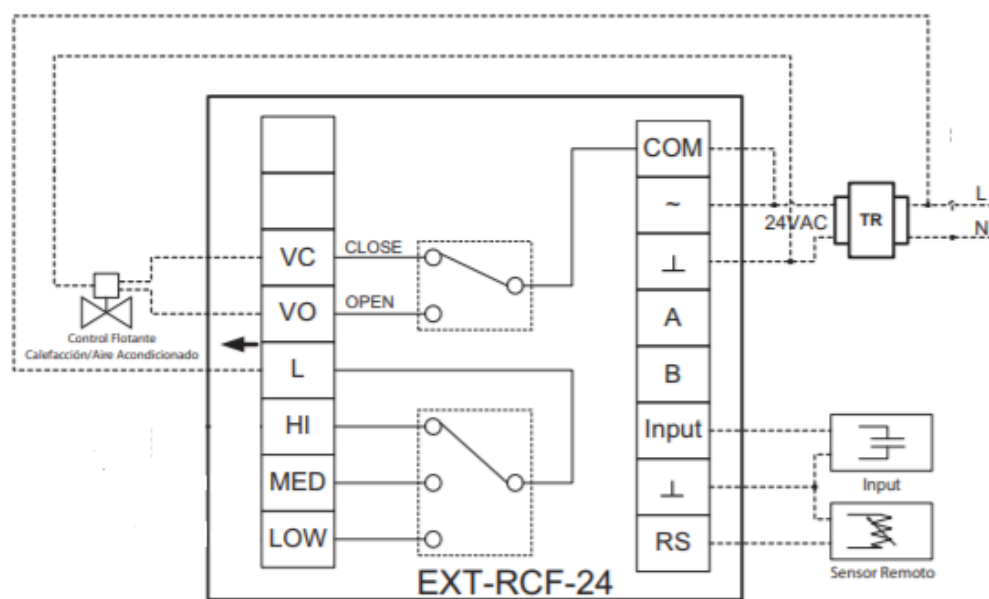 COM
~
24VAC
TR
L
N
⊥
VC
CLOSE
VO
OPEN
A
Control Flotante
Calefacción/Aire Acondicionado
L
B
HI
Input
MED
⊥
Input
LOW
RS
Sensor Remoto
EXT-RCF-24